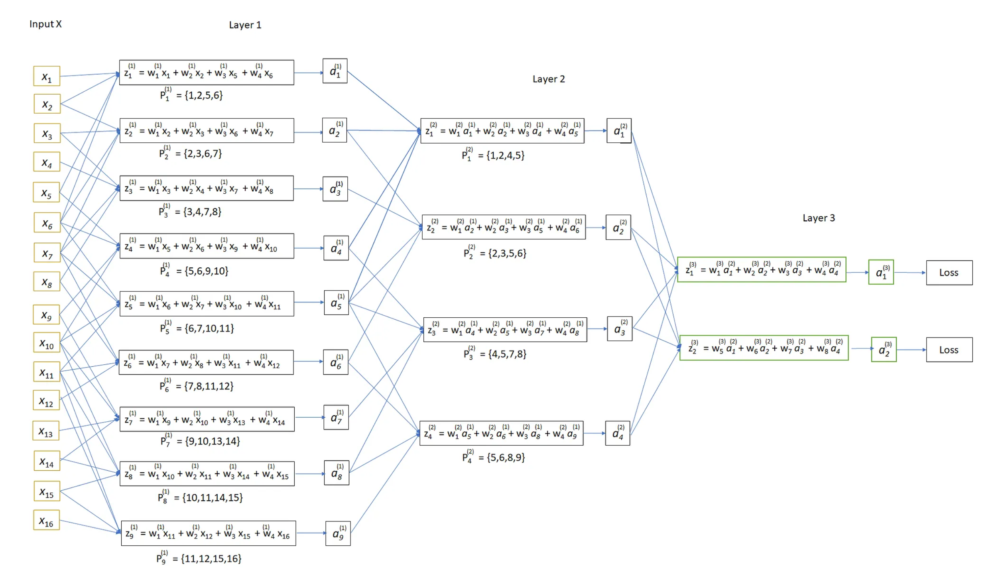 Input X
Layer 1
Layer 2
Layer 3
x₁
x₂
x₃
x₄
x₅
x₆
x₇
x₈
x₉
x₁₀
x₁₁
x₁₂
x₁₃
x₁₄
x₁₅
x₁₆
z₁⁽¹⁾ = w₁⁽¹⁾x₁ + w₂⁽¹⁾x₂ + w₃⁽¹⁾x₅ + w₄⁽¹⁾x₆
P₁⁽¹⁾ = {1,2,5,6}
z₂⁽¹⁾ = w₁⁽¹⁾x₂ + w₂⁽¹⁾x₃ + w₃⁽¹⁾x₆ + w₄⁽¹⁾x₇
P₂⁽¹⁾ = {2,3,6,7}
z₃⁽¹⁾ = w₁⁽¹⁾x₃ + w₂⁽¹⁾x₄ + w₃⁽¹⁾x₇ + w₄⁽¹⁾x₈
P₃⁽¹⁾ = {3,4,7,8}
z₄⁽¹⁾ = w₁⁽¹⁾x₅ + w₂⁽¹⁾x₆ + w₃⁽¹⁾x₉ + w₄⁽¹⁾x₁₀
P₄⁽¹⁾ = {5,6,9,10}
z₅⁽¹⁾ = w₁⁽¹⁾x₆ + w₂⁽¹⁾x₇ + w₃⁽¹⁾x₁₀ + w₄⁽¹⁾x₁₁
P₅⁽¹⁾ = {6,7,10,11}
z₆⁽¹⁾ = w₁⁽¹⁾x₇ + w₂⁽¹⁾x₈ + w₃⁽¹⁾x₁₁ + w₄⁽¹⁾x₁₂
P₆⁽¹⁾ = {7,8,11,12}
z₇⁽¹⁾ = w₁⁽¹⁾x₉ + w₂⁽¹⁾x₁₀ + w₃⁽¹⁾x₁₃ + w₄⁽¹⁾x₁₄
P₇⁽¹⁾ = {9,10,13,14}
z₈⁽¹⁾ = w₁⁽¹⁾x₁₀ + w₂⁽¹⁾x₁₁ + w₃⁽¹⁾x₁₄ + w₄⁽¹⁾x₁₅
P₈⁽¹⁾ = {10,11,14,15}
z₉⁽¹⁾ = w₁⁽¹⁾x₁₁ + w₂⁽¹⁾x₁₂ + w₃⁽¹⁾x₁₅ + w₄⁽¹⁾x₁₆
P₉⁽¹⁾ = {11,12,15,16}
a₁⁽¹⁾
a₂⁽¹⁾
a₃⁽¹⁾
a₄⁽¹⁾
a₅⁽¹⁾
a₆⁽¹⁾
a₇⁽¹⁾
a₈⁽¹⁾
a₉⁽¹⁾
z₁⁽²⁾ = w₁⁽²⁾a₁⁽¹⁾ + w₂⁽²⁾a₂⁽¹⁾ + w₃⁽²⁾a₄⁽¹⁾ + w₄⁽²⁾a₅⁽¹⁾
P₁⁽²⁾ = {1,2,4,5}
z₂⁽²⁾ = w₁⁽²⁾a₂⁽¹⁾ + w₂⁽²⁾a₃⁽¹⁾ + w₃⁽²⁾a₅⁽¹⁾ + w₄⁽²⁾a₆⁽¹⁾
P₂⁽²⁾ = {2,3,5,6}
z₃⁽²⁾ = w₁⁽²⁾a₄⁽¹⁾ + w₂⁽²⁾a₅⁽¹⁾ + w₃⁽²⁾a₇⁽¹⁾ + w₄⁽²⁾a₈⁽¹⁾
P₃⁽²⁾ = {4,5,7,8}
z₄⁽²⁾ = w₁⁽²⁾a₅⁽¹⁾ + w₂⁽²⁾a₆⁽¹⁾ + w₃⁽²⁾a₈⁽¹⁾ + w₄⁽²⁾a₉⁽¹⁾
P₄⁽²⁾ = {5,6,8,9}
a₁⁽²⁾
a₂⁽²⁾
a₃⁽²⁾
a₄⁽²⁾
z₁⁽³⁾ = w₁⁽³⁾a₁⁽²⁾ + w₂⁽³⁾a₂⁽²⁾ + w₃⁽³⁾a₃⁽²⁾ + w₄⁽³⁾a₄⁽²⁾
a₁⁽³⁾
Loss
z₂⁽³⁾ = w₅⁽³⁾a₁⁽²⁾ + w₆⁽³⁾a₂⁽²⁾ + w₇⁽³⁾a₃⁽²⁾ + w₈⁽³⁾a₄⁽²⁾
a₂⁽³⁾
Loss